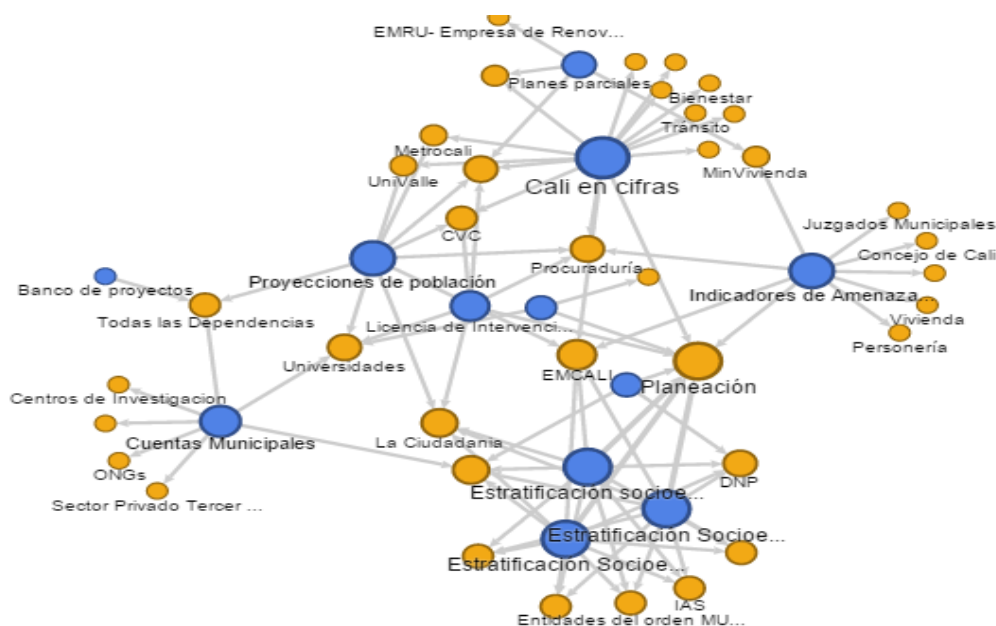 EMRU- Empresa de Renov...
Planes parciales
Bienestar
Tránsito
Metrocali
MinVivienda
UniValle
Cali en cifras
Juzgados Municipales
CVC
Concejo de Cali
Procuraduría
Proyecciones de población
Banco de proyectos
Indicadores de Amenaza...
Todas las Dependencias
Licencia de Intervenci...
Vivienda
Personería
Universidades
EMCALI
Planeación
Centros de Investigacion
Cuentas Municipales
La Ciudadania
ONGs
DNP
Estratificación socioe...
Sector Privado Tercer ...
Estratificación Socioe...
Estratificación Socioe...
IAS
Entidades del orden MU...